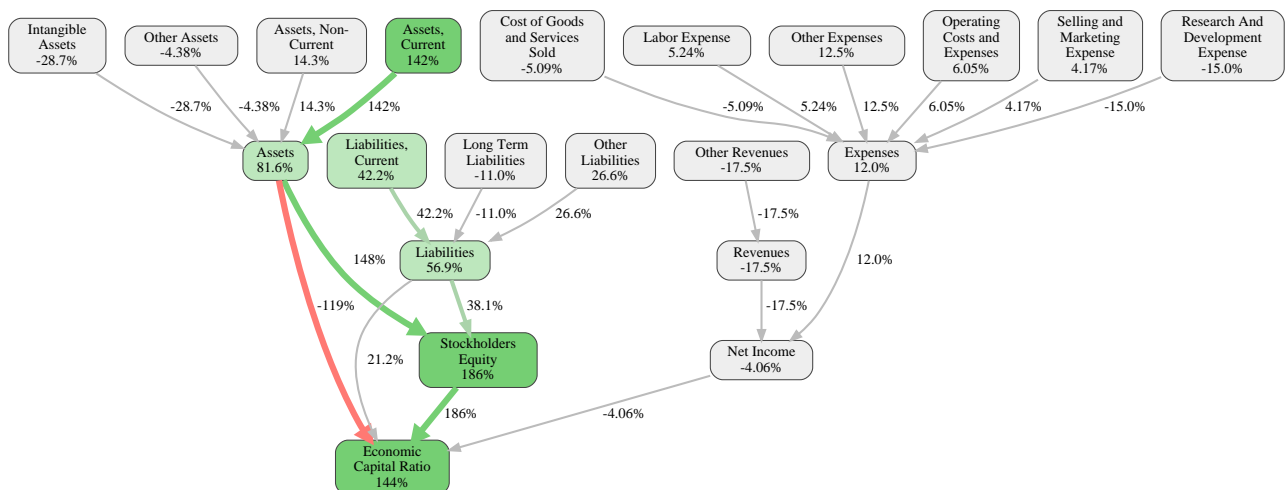 Intangible
Assets
-28.7%
Other Assets
-4.38%
Assets, Non-
Current
14.3%
Assets,
Current
142%
Cost of Goods
and Services
Sold
-5.09%
Labor Expense
5.24%
Other Expenses
12.5%
Operating
Costs and
Expenses
6.05%
Selling and
Marketing
Expense
4.17%
Research And
Development
Expense
-15.0%
-28.7%
-4.38%
14.3%
142%
-5.09%
5.24%
12.5%
6.05%
4.17%
-15.0%
Assets
81.6%
Liabilities,
Current
42.2%
Long Term
Liabilities
-11.0%
Other
Liabilities
26.6%
Other Revenues
-17.5%
Expenses
12.0%
42.2%
-11.0%
26.6%
-17.5%
148%
Liabilities
56.9%
Revenues
-17.5%
12.0%
-119%
38.1%
-17.5%
21.2%
Stockholders
Equity
186%
Net Income
-4.06%
186%
-4.06%
Economic
Capital Ratio
144%